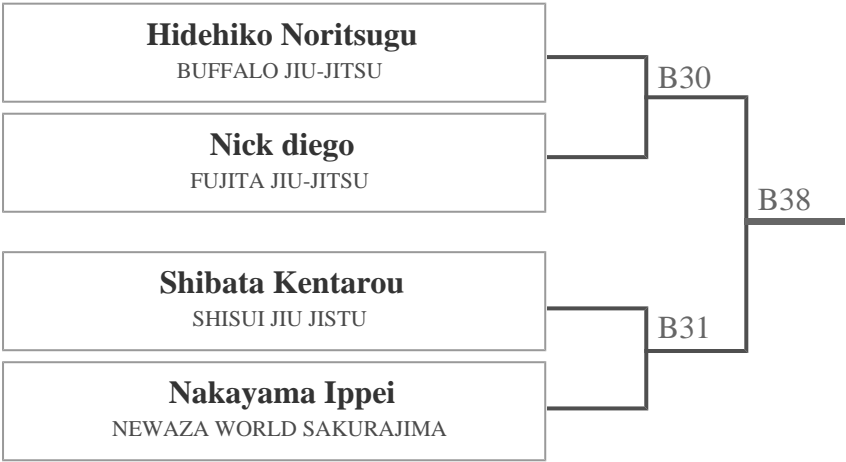 Hidehiko Noritsugu
BUFFALO JIU-JITSU
B30
Nick diego
FUJITA JIU-JITSU
B38
Shibata Kentarou
SHISUI JIU JISTU
B31
Nakayama Ippei
NEWAZA WORLD SAKURAJIMA